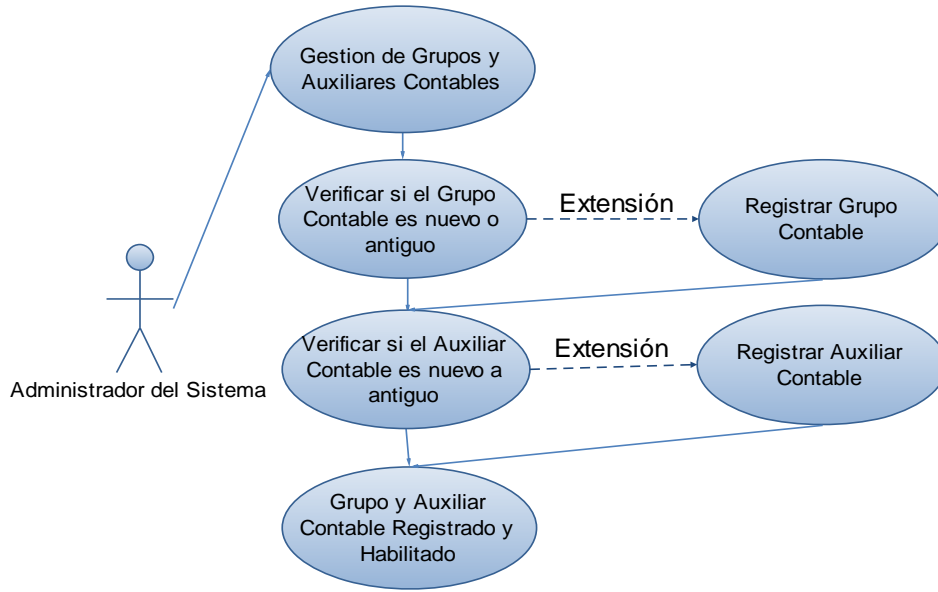 Gestion de Grupos y
Auxiliares Contables
Verificar si el Grupo
Contable es nuevo o
antiguo
Extensión
Registrar Grupo
Contable
Verificar si el Auxiliar
Contable es nuevo a
antiguo
Extensión
Registrar Auxiliar
Contable
Administrador del Sistema
Grupo y Auxiliar
Contable Registrado y
Habilitado